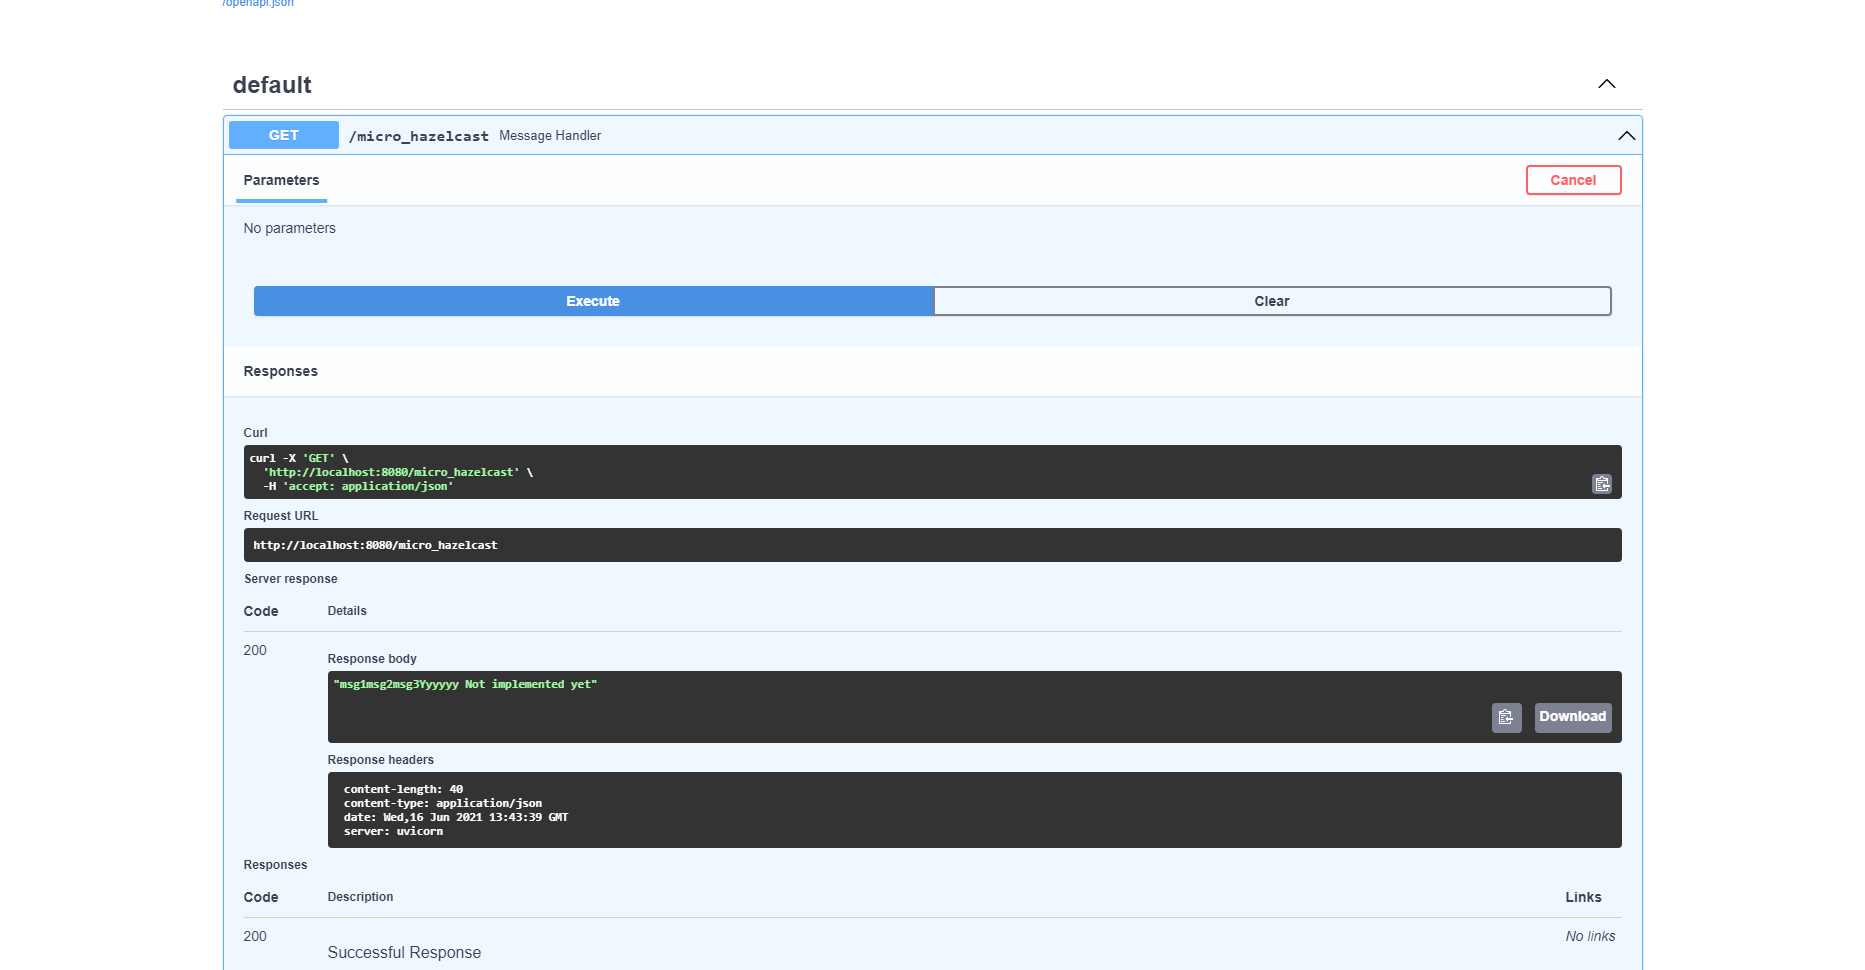 /openapi.json
default
GET /micro_hazelcast Message Handler
Parameters Cancel
No parameters
Execute Clear
Responses
Curl
curl -X 'GET' \
  'http://localhost:8080/micro_hazelcast' \
  -H 'accept: application/json'
Request URL
http://localhost:8080/micro_hazelcast
Server response
Code Details
200
Response body
"msg1msg2msg3Yyyyyy Not implemented yet"
Download
Response headers
content-length: 40
content-type: application/json
date: Wed,16 Jun 2021 13:43:39 GMT
server: uvicorn
Responses
Code Description Links
200 No links
Successful Response